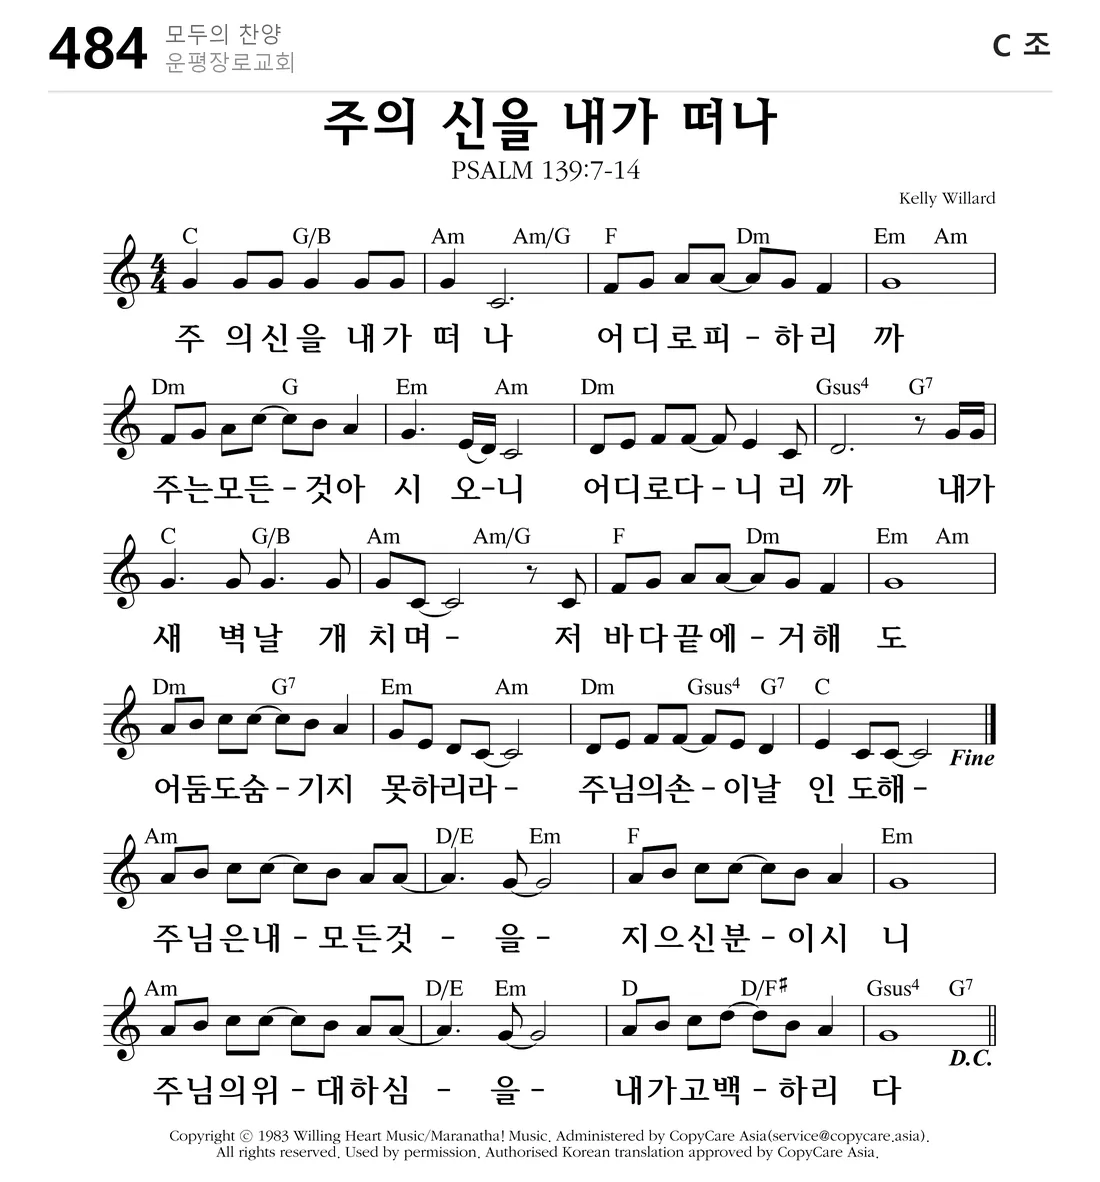 484 모두의 찬양
운평장로교회
C 조
주의 신을 내가 떠나
PSALM 139:7-14
Kelly Willard
C G/B Am Am/G F Dm Em Am
주 의신을 내가 떠 나 어디로피 - 하리 까
Dm G Em Am Dm Gsus4 G7
주는모든 - 것아 시 오-니 어디로다 - 니 리 까 내가
C G/B Am Am/G F Dm Em Am
새 벽날 개 치며- 저 바다끝에 - 거해 도
Dm G7 Em Am Dm Gsus4 G7 C
Fine
어둠도숨 - 기지 못하리라 - 주님의손 - 이날 인 도해 -
Am D/E Em F Em
주님은내 - 모든것 - 을 - 지으신분 - 이시 니
Am D/E Em D D/F♯ Gsus4 G7
D.C.
주님의위 - 대하심 - 을 - 내가고백 - 하리 다
Copyright ⓒ 1983 Willing Heart Music/Maranatha! Music. Administered by CopyCare Asia(service@copycare.asia).
All rights reserved. Used by permission. Authorised Korean translation approved by CopyCare Asia.